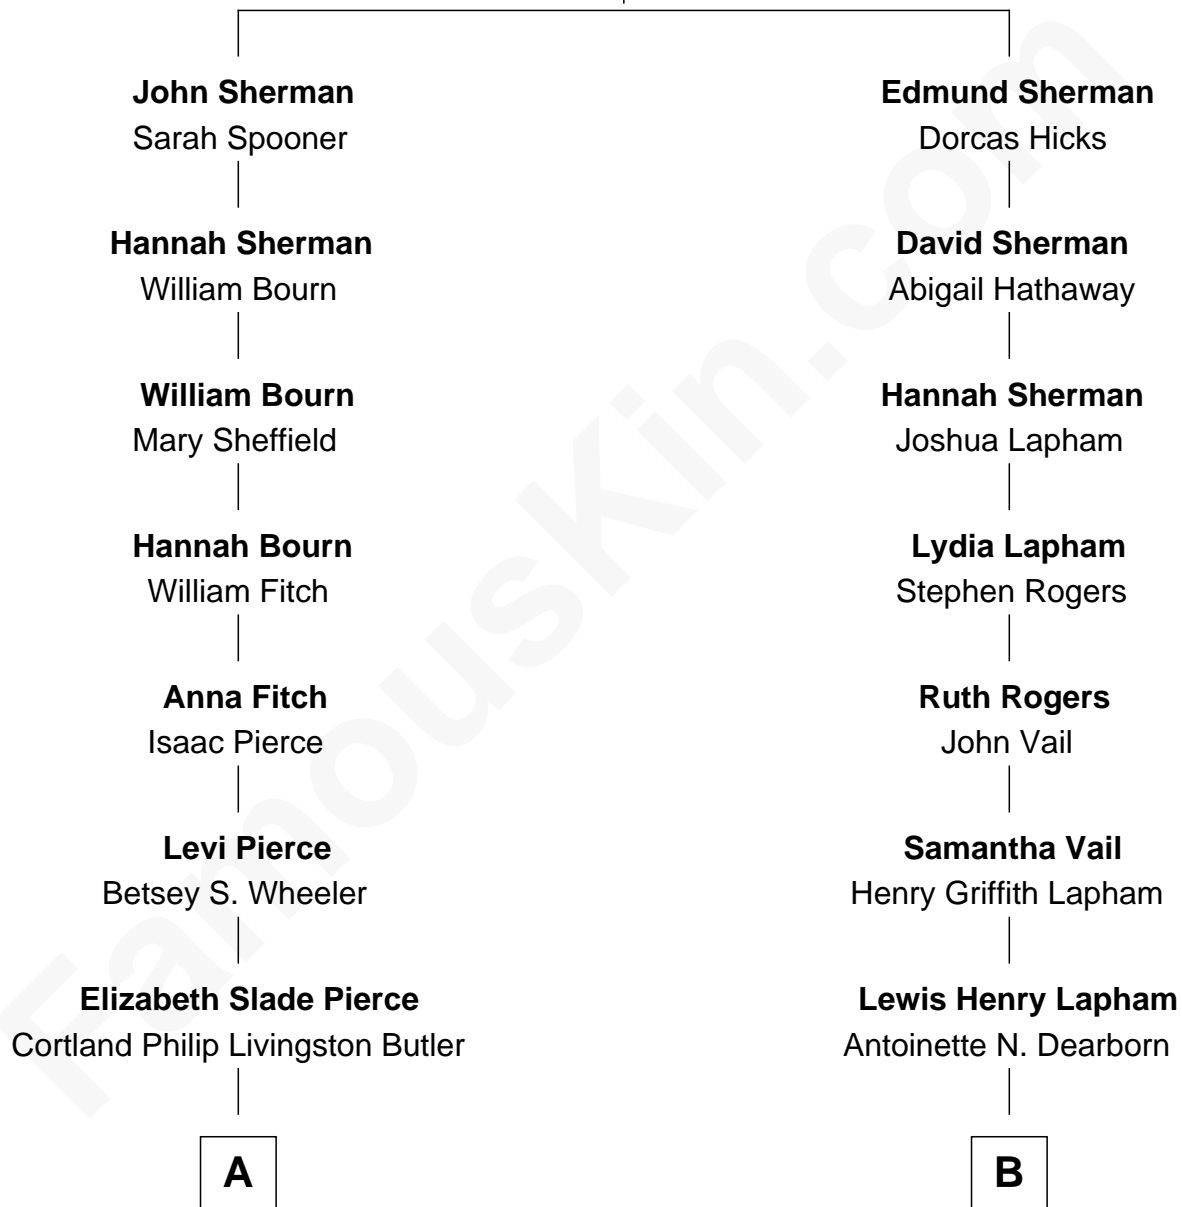 John Sherman
Sarah Spooner
Hannah Sherman
William Bourn
William Bourn
Mary Sheffield
Hannah Bourn
William Fitch
Anna Fitch
Isaac Pierce
Levi Pierce
Betsey S. Wheeler
Elizabeth Slade Pierce
Cortland Philip Livingston Butler
A
Edmund Sherman
Dorcas Hicks
David Sherman
Abigail Hathaway
Hannah Sherman
Joshua Lapham
Lydia Lapham
Stephen Rogers
Ruth Rogers
John Vail
Samantha Vail
Henry Griffith Lapham
Lewis Henry Lapham
Antoinette N. Dearborn
B
FamousKin.com